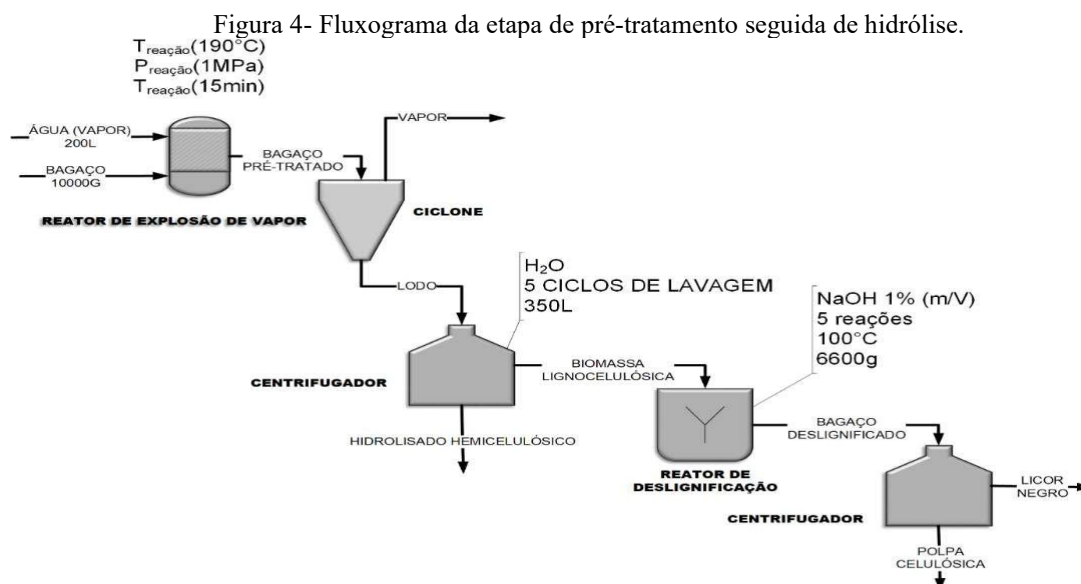 Figura 4- Fluxograma da etapa de pré-tratamento seguida de hidrólise.
Treação(190°C)
Preação(1MPa)
Treação(15min)
ÁGUA (VAPOR)
200L
BAGAÇO
10000G
REATOR DE EXPLOSÃO DE VAPOR
BAGAÇO
PRÉ-TRATADO
VAPOR
CICLONE
LODO
H₂O
5 CICLOS DE LAVAGEM
350L
CENTRIFUGADOR
HIDROLISADO HEMICELULÓSICO
BIOMASSA
LIGNOCELULÓSICA
NaOH 1% (m/V)
5 reações
100°C
6600g
REATOR DE
DESLIGNIFICAÇÃO
BAGAÇO
DESLIGNIFICADO
CENTRIFUGADOR
LICOR
NEGRO
POLPA
CELULÓSICA